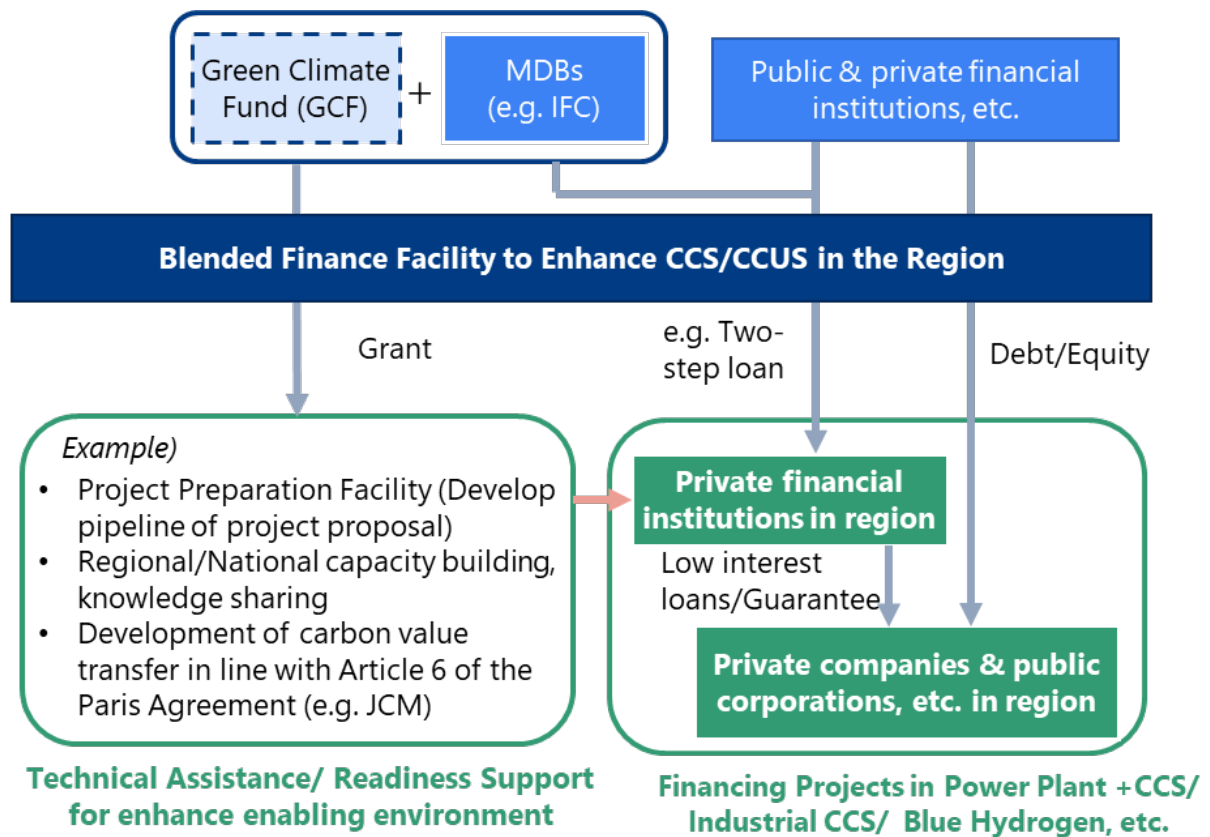 Green Climate
Fund (GCF)
+
MDBs
(e.g. IFC)
Public & private financial
institutions, etc.
Blended Finance Facility to Enhance CCS/CCUS in the Region
Grant
e.g. Two-
step loan
Debt/Equity
Example)
• Project Preparation Facility (Develop
pipeline of project proposal)
• Regional/National capacity building,
knowledge sharing
• Development of carbon value
transfer in line with Article 6 of the
Paris Agreement (e.g. JCM)
Private financial
institutions in region
Low interest
loans/Guarantee
Private companies & public
corporations, etc. in region
Technical Assistance/ Readiness Support
for enhance enabling environment
Financing Projects in Power Plant +CCS/
Industrial CCS/ Blue Hydrogen, etc.